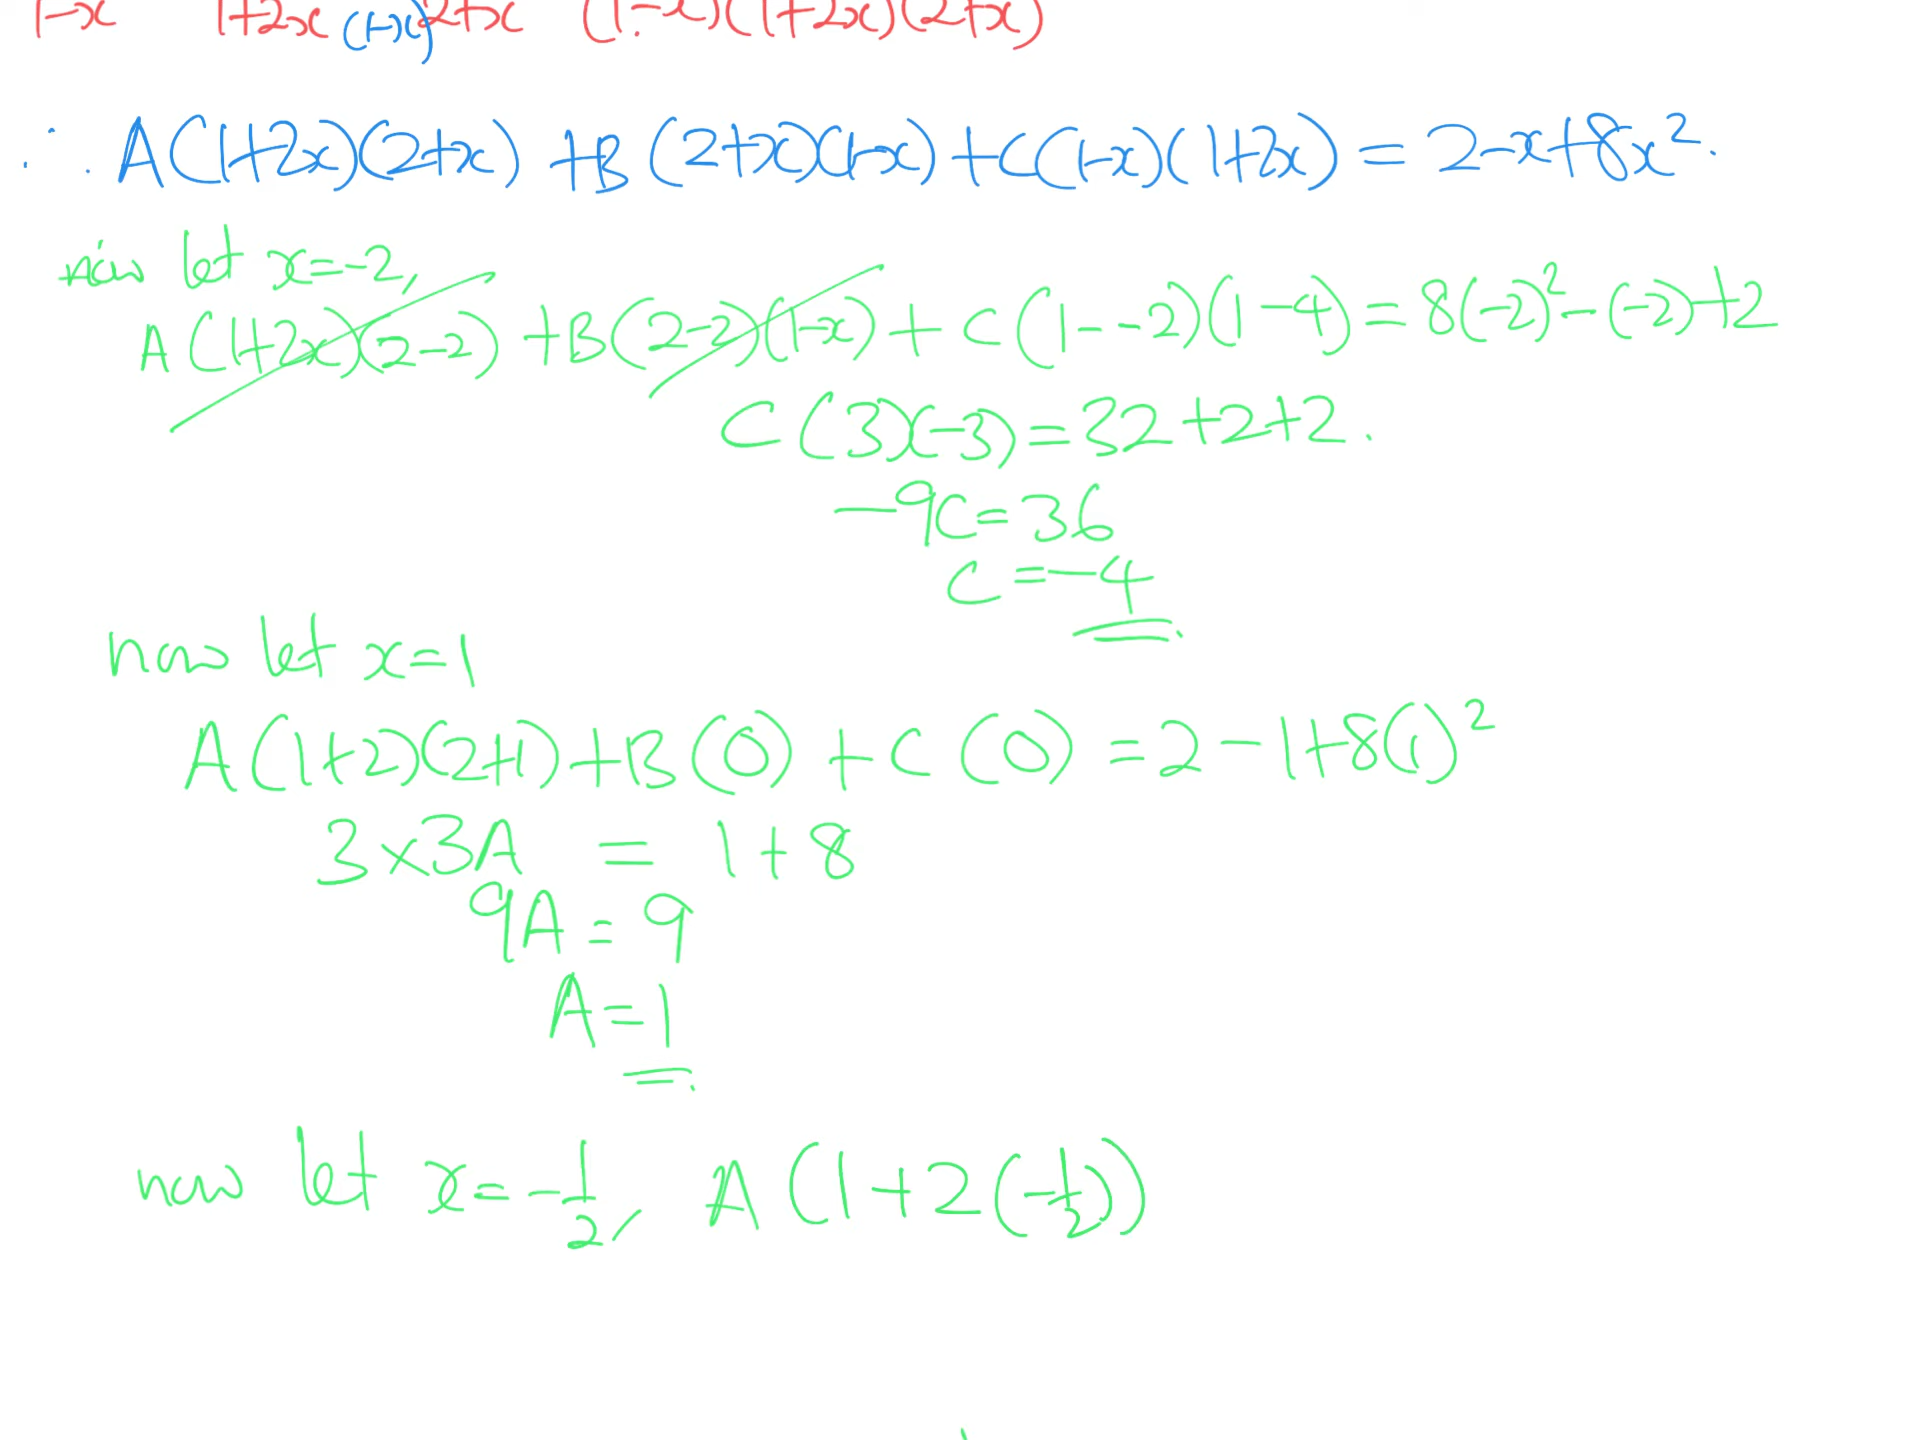 1-x 1+2x (1-x) 2+x (1-x)(1+2x)(2+x)
∴ A(1+2x)(2+x) +B(2+x)(1-x) +C(1-x)(1+2x) = 2-x+8x².
now let x=-2,
A(1+2x)(2-2) +B(2-2)(1-x) + C(1--2)(1-4) = 8(-2)²-(-2)+2
C(3)(-3)=32+2+2.
-9C=36
C=-4
now let x=1
A(1+2)(2+1)+B(0)+C(0)=2-1+8(1)²
3×3A = 1+8
9A=9
A=1
now let x=-1/2, A(1+2(-1/2))